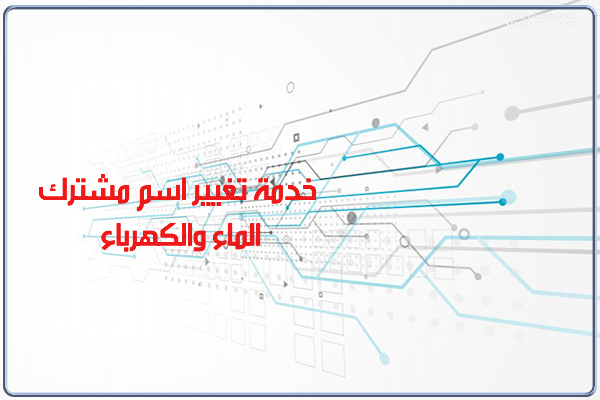 خدمة تغيير اسم مشترك
الماء والكهرباء